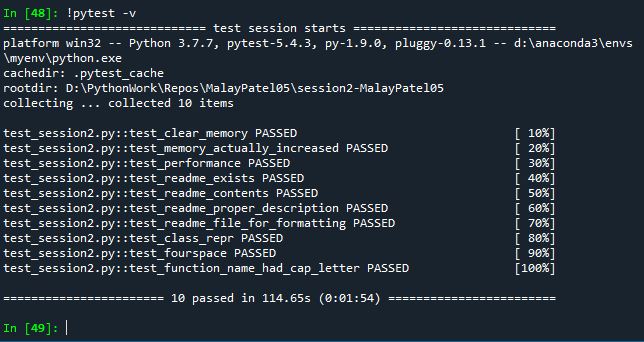 In [48]: !pytest -v
============================= test session starts =============================
platform win32 -- Python 3.7.7, pytest-5.4.3, py-1.9.0, pluggy-0.13.1 -- d:\anaconda3\envs
\myenv\python.exe
cachedir: .pytest_cache
rootdir: D:\PythonWork\Repos\MalayPatel05\session2-MalayPatel05
collecting ... collected 10 items
test_session2.py::test_clear_memory PASSED [ 10%]
test_session2.py::test_memory_actually_increased PASSED [ 20%]
test_session2.py::test_performance PASSED [ 30%]
test_session2.py::test_readme_exists PASSED [ 40%]
test_session2.py::test_readme_contents PASSED [ 50%]
test_session2.py::test_readme_proper_description PASSED [ 60%]
test_session2.py::test_readme_file_for_formatting PASSED [ 70%]
test_session2.py::test_class_repr PASSED [ 80%]
test_session2.py::test_fourspace PASSED [ 90%]
test_session2.py::test_function_name_had_cap_letter PASSED [100%]
======================= 10 passed in 114.65s (0:01:54) ========================
In [49]: